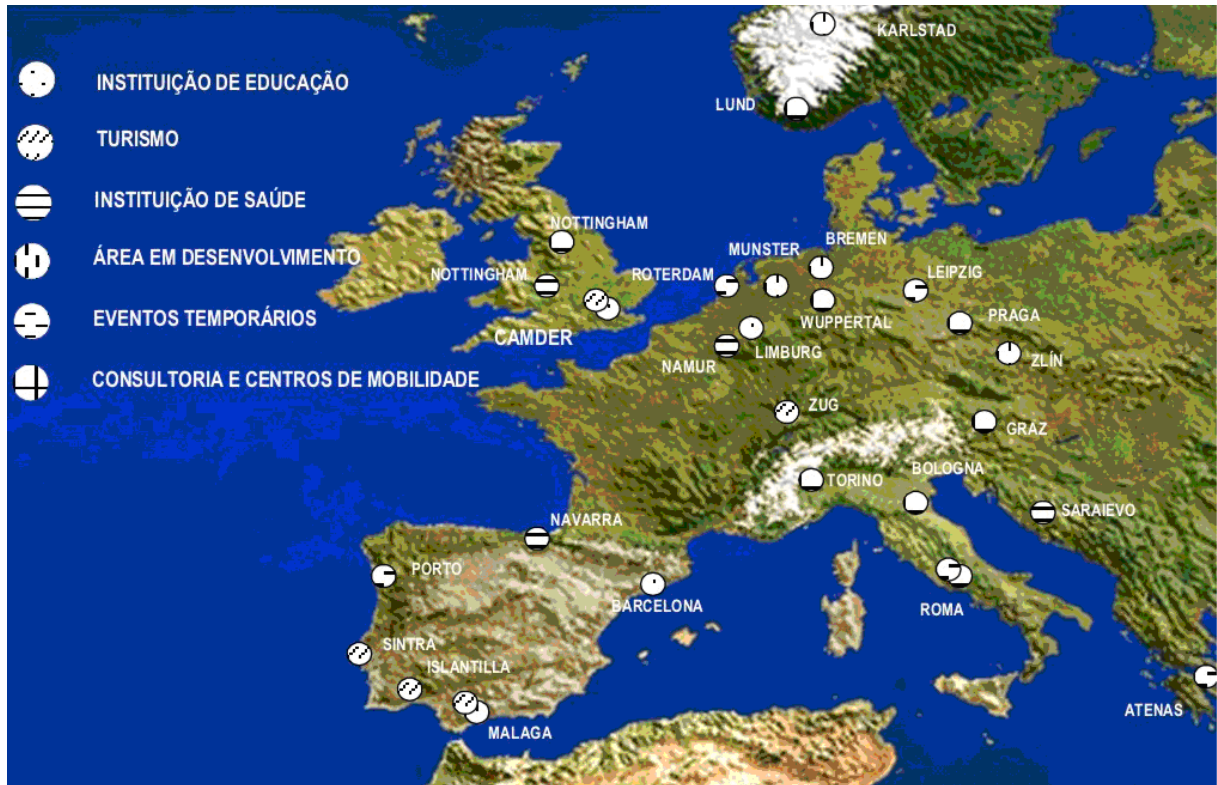 KARLSTAD
INSTITUIÇÃO DE EDUCAÇÃO
LUND
TURISMO
INSTITUIÇÃO DE SAÚDE
NOTTINGHAM
ÁREA EM DESENVOLVIMENTO
MUNSTER
BREMEN
NOTTINGHAM
ROTERDAM
LEIPZIG
EVENTOS TEMPORÁRIOS
WUPPERTAL
PRAGA
CAMDER
LIMBURG
NAMUR
ZLÍN
CONSULTORIA E CENTROS DE MOBILIDADE
ZUG
GRAZ
BOLOGNA
TORINO
SARAIEVO
NAVARRA
PORTO
BARCELONA
ROMA
SINTRA
ISLANTILLA
ATENAS
MALAGA